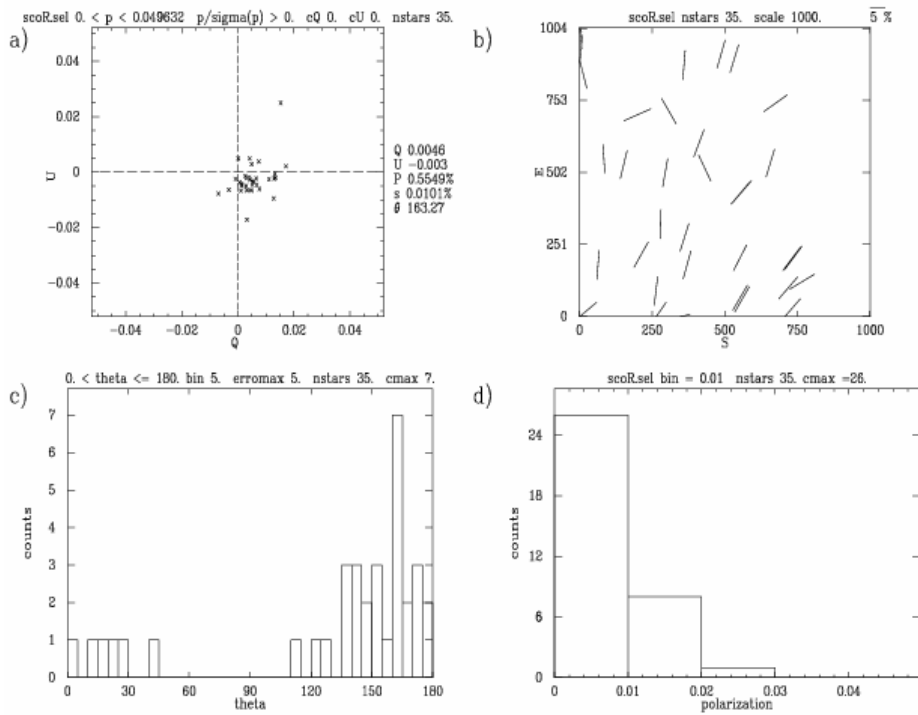 scoR.sel 0. < p < 0.049632 p/sigma(p) > 0. cQ 0. cU 0. nstars 35.
a)
0.04
0.02
0
−0.02
−0.04
U
−0.04 −0.02 0 0.02 0.04
Q
Q 0.0046
U −0.003
P 0.5549%
s 0.0101%
θ 163.27
scoR.sel nstars 35. scale 1000. 5 %
b)
1004
753
502
251
0
E
0 250 500 750 1000
S
0. < theta <= 180. bin 5. erromax 5. nstars 35. cmax 7.
c)
7
6
5
4
3
2
1
0
counts
0 30 60 90 120 150 180
theta
scoR.sel bin = 0.01 nstars 35. cmax =26.
d)
24
18
12
6
0
counts
0 0.01 0.02 0.03 0.04
polarization